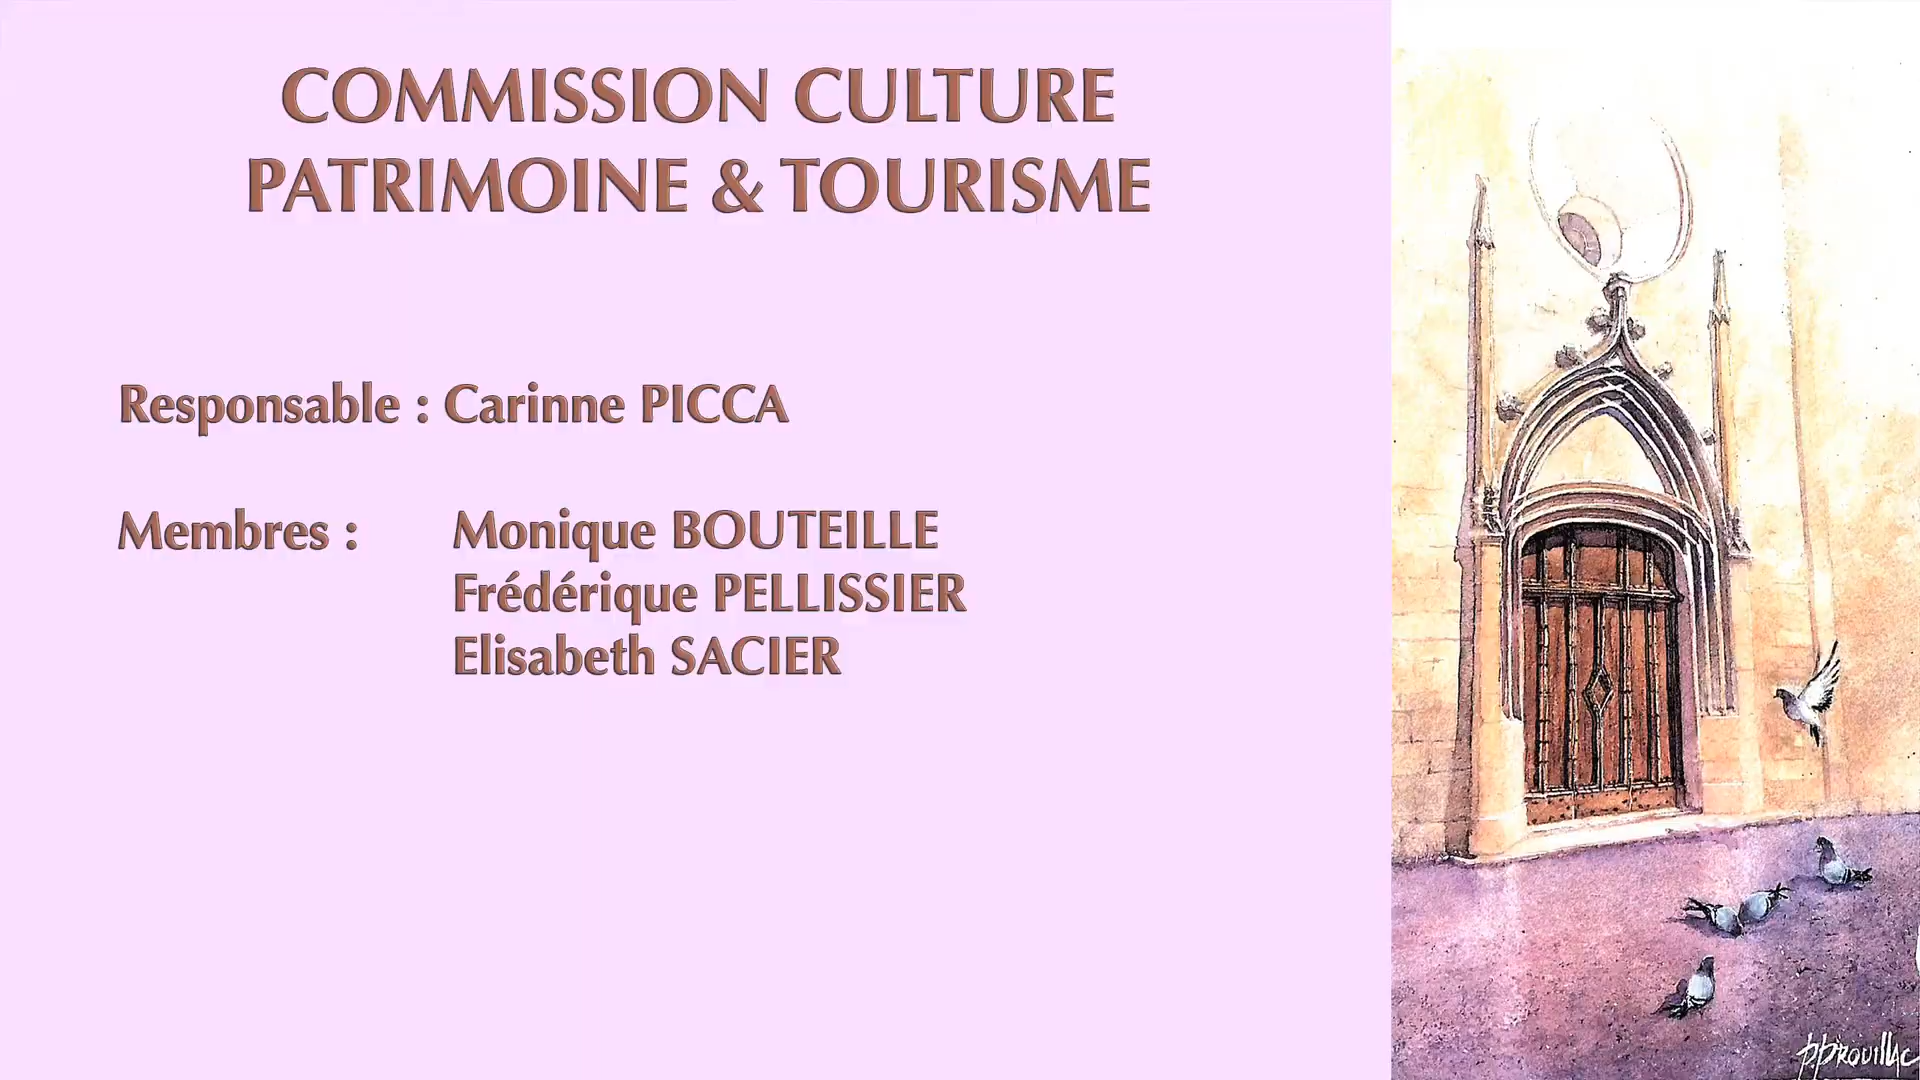 COMMISSION CULTURE
PATRIMOINE & TOURISME
Responsable : Carinne PICCA
Membres : Monique BOUTEILLE
Frédérique PELLISSIER
Elisabeth SACIER